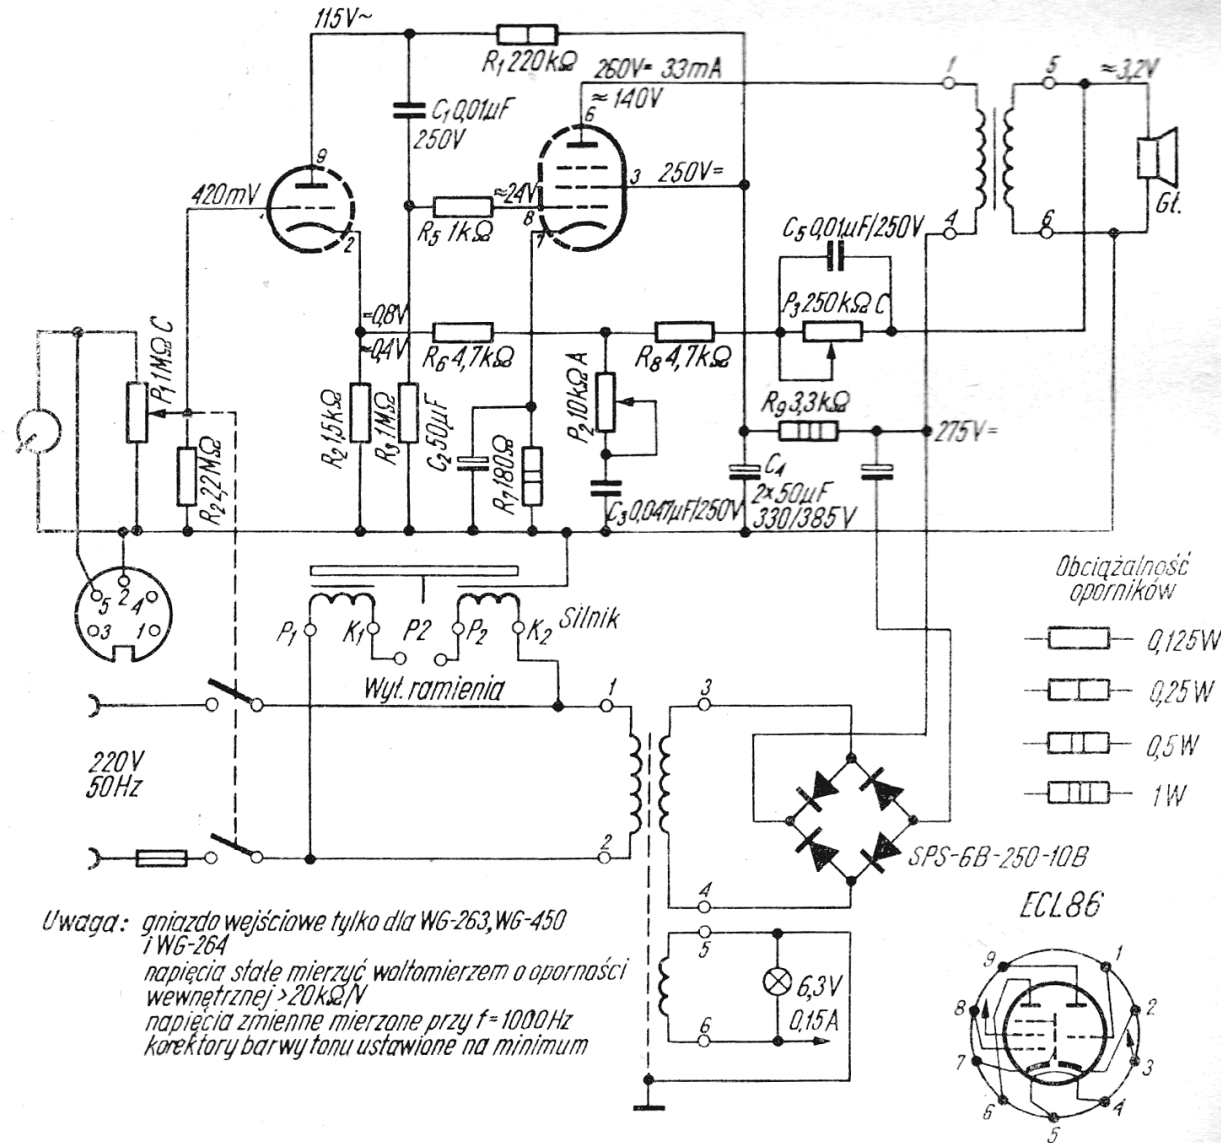 115V~
R1 220kΩ
260V= 33mA
≈140V
6
1
5
≈3,2V
C1 0,01µF
250V
9
420mV
1
2
≈24V
8
7
3
250V=
R5 1kΩ
Gł.
4
6
C5 0,01µF/250V
P3 250kΩ C
=0,8V
≈0,4V
R6 4,7kΩ
R8 4,7kΩ
P1 1MΩ C
R2 2,2MΩ
R2 1,5kΩ
R3 1MΩ
C2 50µF
R7 180Ω
P2 10kΩ A
C3 0,047µF/250V
R9 3,3kΩ
275V=
C4
2×50µF
330/385V
5
2
4
3
1
P1
K1
P2
P2
K2
Silnik
Wył. ramienia
Obciążalność
oporników
0,125W
0,25W
0,5W
1W
220V
50Hz
1
2
3
4
5
6
SPS-6B-250-10B
6,3V
0,15A
ECL86
9
1
8
2
7
3
6
5
4
Uwaga: gniazdo wejściowe tylko dla WG-263, WG-450
i WG-264
napięcia stałe mierzyć woltomierzem o oporności
wewnętrznej >20kΩ/V
napięcia zmienne mierzone przy f=1000Hz
korektory barwy tonu ustawione na minimum